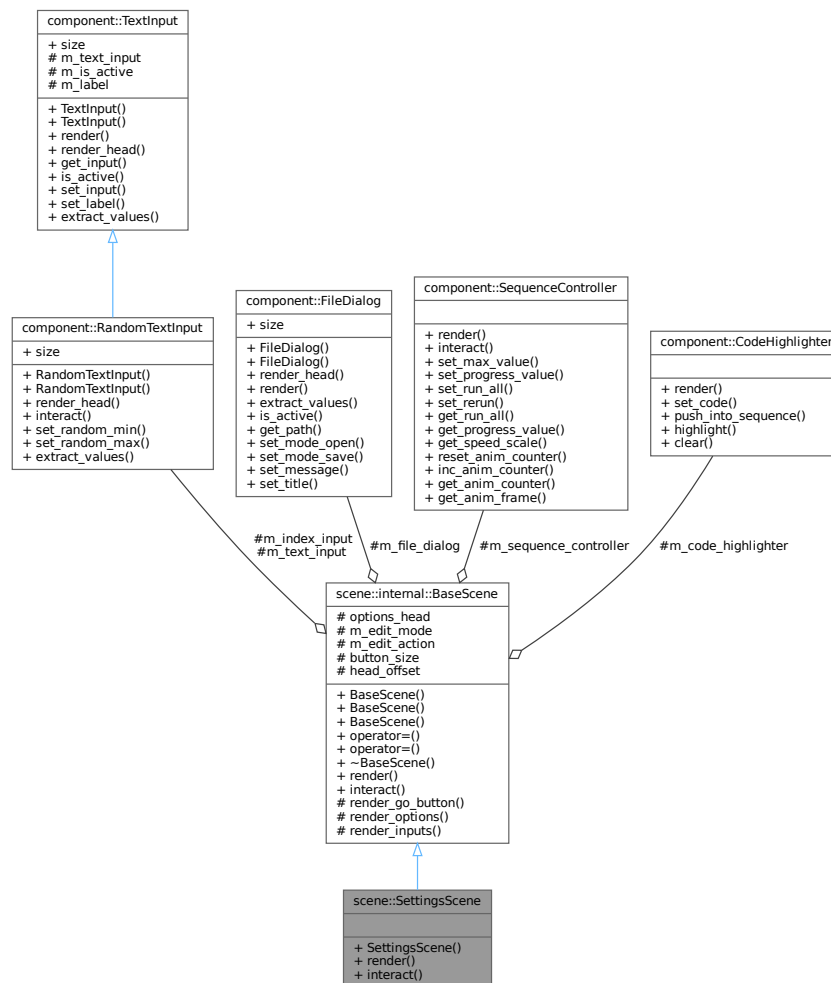 component::TextInput
+ size
# m_text_input
# m_is_active
# m_label
+ TextInput()
+ TextInput()
+ render()
+ render_head()
+ get_input()
+ is_active()
+ set_input()
+ set_label()
+ extract_values()
component::RandomTextInput
+ size
+ RandomTextInput()
+ RandomTextInput()
+ render_head()
+ interact()
+ set_random_min()
+ set_random_max()
+ extract_values()
component::FileDialog
+ size
+ FileDialog()
+ FileDialog()
+ render_head()
+ render()
+ extract_values()
+ is_active()
+ get_path()
+ set_mode_open()
+ set_mode_save()
+ set_message()
+ set_title()
component::SequenceController
+ render()
+ interact()
+ set_max_value()
+ set_progress_value()
+ set_run_all()
+ set_rerun()
+ get_run_all()
+ get_progress_value()
+ get_speed_scale()
+ reset_anim_counter()
+ inc_anim_counter()
+ get_anim_counter()
+ get_anim_frame()
component::CodeHighlighter
+ render()
+ set_code()
+ push_into_sequence()
+ highlight()
+ clear()
#m_index_input
#m_text_input
#m_file_dialog
#m_sequence_controller
#m_code_highlighter
scene::internal::BaseScene
# options_head
# m_edit_mode
# m_edit_action
# button_size
# head_offset
+ BaseScene()
+ BaseScene()
+ BaseScene()
+ operator=()
+ operator=()
+ ~BaseScene()
+ render()
+ interact()
# render_go_button()
# render_options()
# render_inputs()
scene::SettingsScene
+ SettingsScene()
+ render()
+ interact()